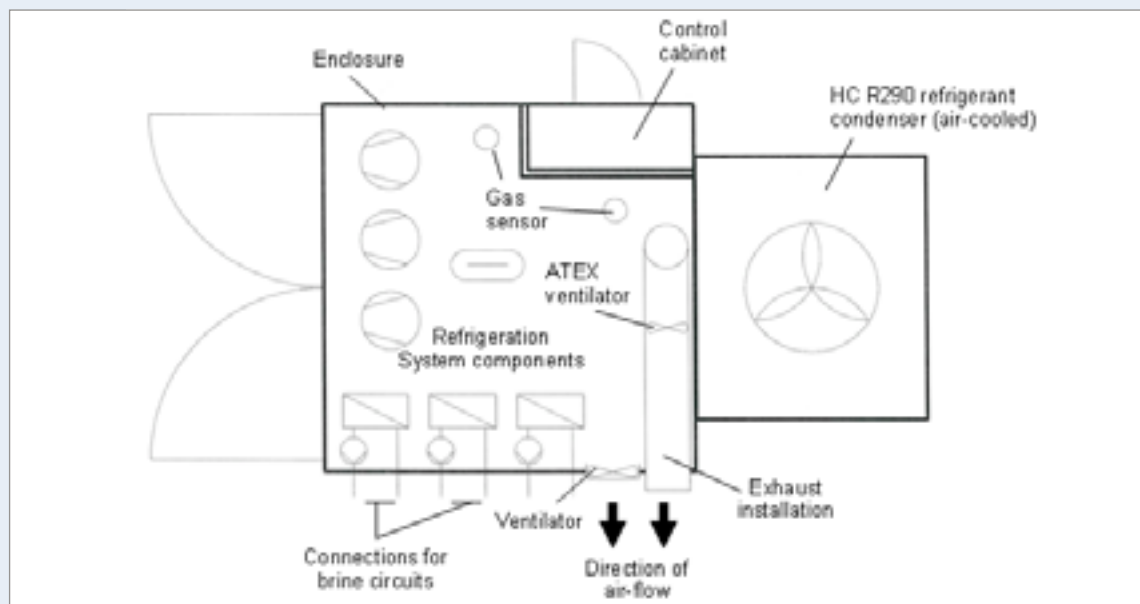 Control
cabinet
Enclosure
HC R290 refrigerant
condenser (air-cooled)
Gas
sensor
ATEX
ventilator
Refrigeration
System components
Exhaust
installation
Ventilator
Connections for
brine circuits
Direction of
air-flow